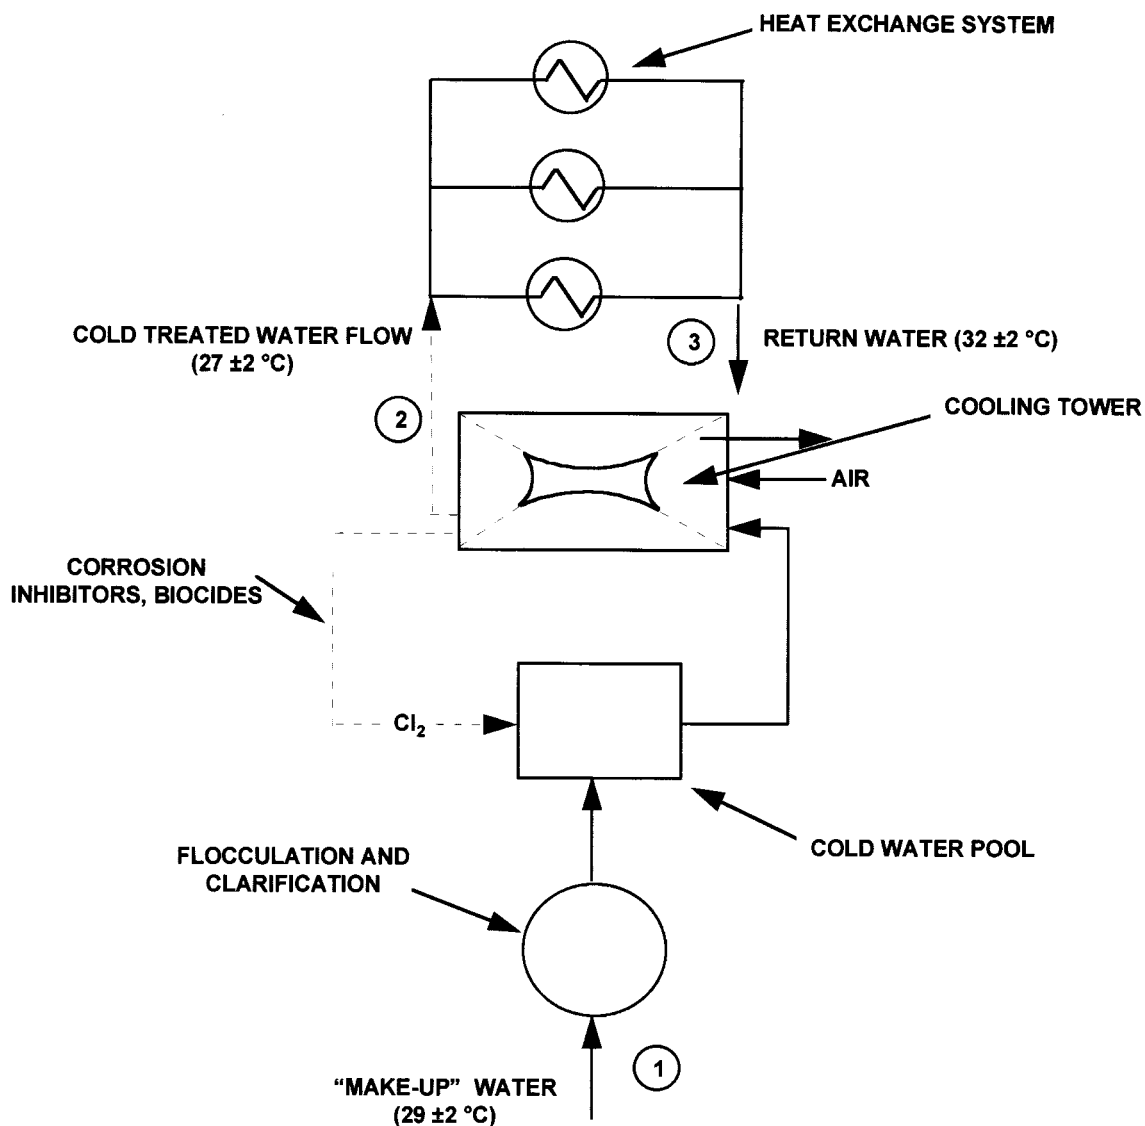 HEAT EXCHANGE SYSTEM
COLD TREATED WATER FLOW
(27 ±2 °C)
3
RETURN WATER (32 ±2 °C)
2
COOLING TOWER
AIR
CORROSION
INHIBITORS, BIOCIDES
Cl₂
COLD WATER POOL
FLOCCULATION AND
CLARIFICATION
1
“MAKE-UP” WATER
(29 ±2 °C)